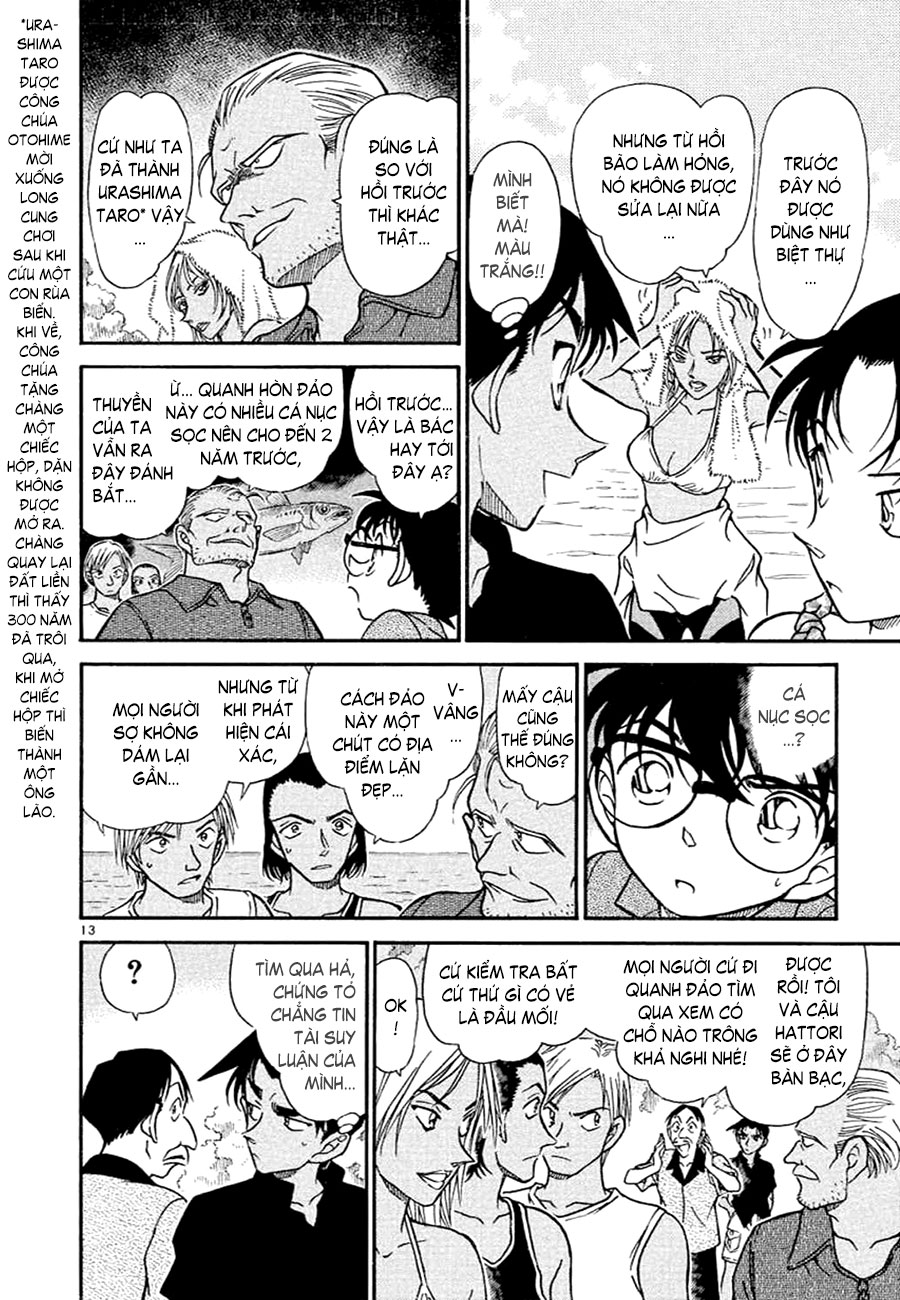 TRƯỚC
ĐÂY NÓ
ĐƯỢC
DÙNG NHƯ
BIỆT THỰ
...
NHƯNG TỪ HỒI
BÃO LÀM HỎNG,
NÓ KHÔNG ĐƯỢC
SỬA LẠI NỮA
...
MÌNH
BIẾT
MÀ!
MÀU
TRẮNG!!
ĐÚNG LÀ
SO VỚI
HỒI TRƯỚC
THÌ KHÁC
THẬT...
CỨ NHƯ TA
ĐÃ THÀNH
URASHIMA
TARO* VẬY
...
*URA-
SHIMA
TARO
ĐƯỢC
CÔNG
CHÚA
OTOHIME
MỜI
XUỐNG
LONG
CUNG
CHƠI
SAU KHI
CỨU MỘT
CON RÙA
BIỂN.
KHI VỀ,
CÔNG
CHÚA
TẶNG
CHÀNG
MỘT
CHIẾC
HỘP, DẶN
KHÔNG
ĐƯỢC
MỞ RA.
CHÀNG
QUAY LẠI
ĐẤT LIỀN
THÌ THẤY
300 NĂM
ĐÃ TRÔI
QUA,
KHI MỞ
CHIẾC
HỘP THÌ
BIẾN
THÀNH
MỘT
ÔNG
LÃO.
HỒI TRƯỚC...
VẬY LÀ BÁC
HAY TỚI
ĐÂY Ạ?
Ừ... QUANH HÒN ĐẢO
NÀY CÓ NHIỀU CÁ NỤC
SỌC NÊN CHO ĐẾN 2
NĂM TRƯỚC,
THUYỀN
CỦA TA
VẪN RA
ĐÂY ĐÁNH
BẮT...
CÁ
NỤC SỌC
...?
MẤY CẬU
CŨNG
THẾ ĐÚNG
KHÔNG?
V-
VÂNG
...
CÁCH ĐẢO
NÀY MỘT
CHÚT CÓ ĐỊA
ĐIỂM LẶN
ĐẸP...
NHƯNG TỪ
KHI PHÁT
HIỆN CÁI
XÁC,
MỌI NGƯỜI
SỢ KHÔNG
DÁM LẠI
GẦN...
13
ĐƯỢC
RỒI! TÔI
VÀ CẬU
HATTORI
SẼ Ở ĐÂY
BÀN BẠC,
MỌI NGƯỜI CỨ ĐI
QUANH ĐẢO TÌM
QUA XEM CÓ
CHỖ NÀO TRÔNG
KHẢ NGHI NHÉ!
CỨ KIỂM TRA BẤT
CỨ THỨ GÌ CÓ VẺ
LÀ ĐẦU MỐI!
OK
!
TÌM QUA HẢ,
CHỨNG TỎ
CHẲNG TIN
TÀI SUY
LUẬN CỦA
MÌNH...
?